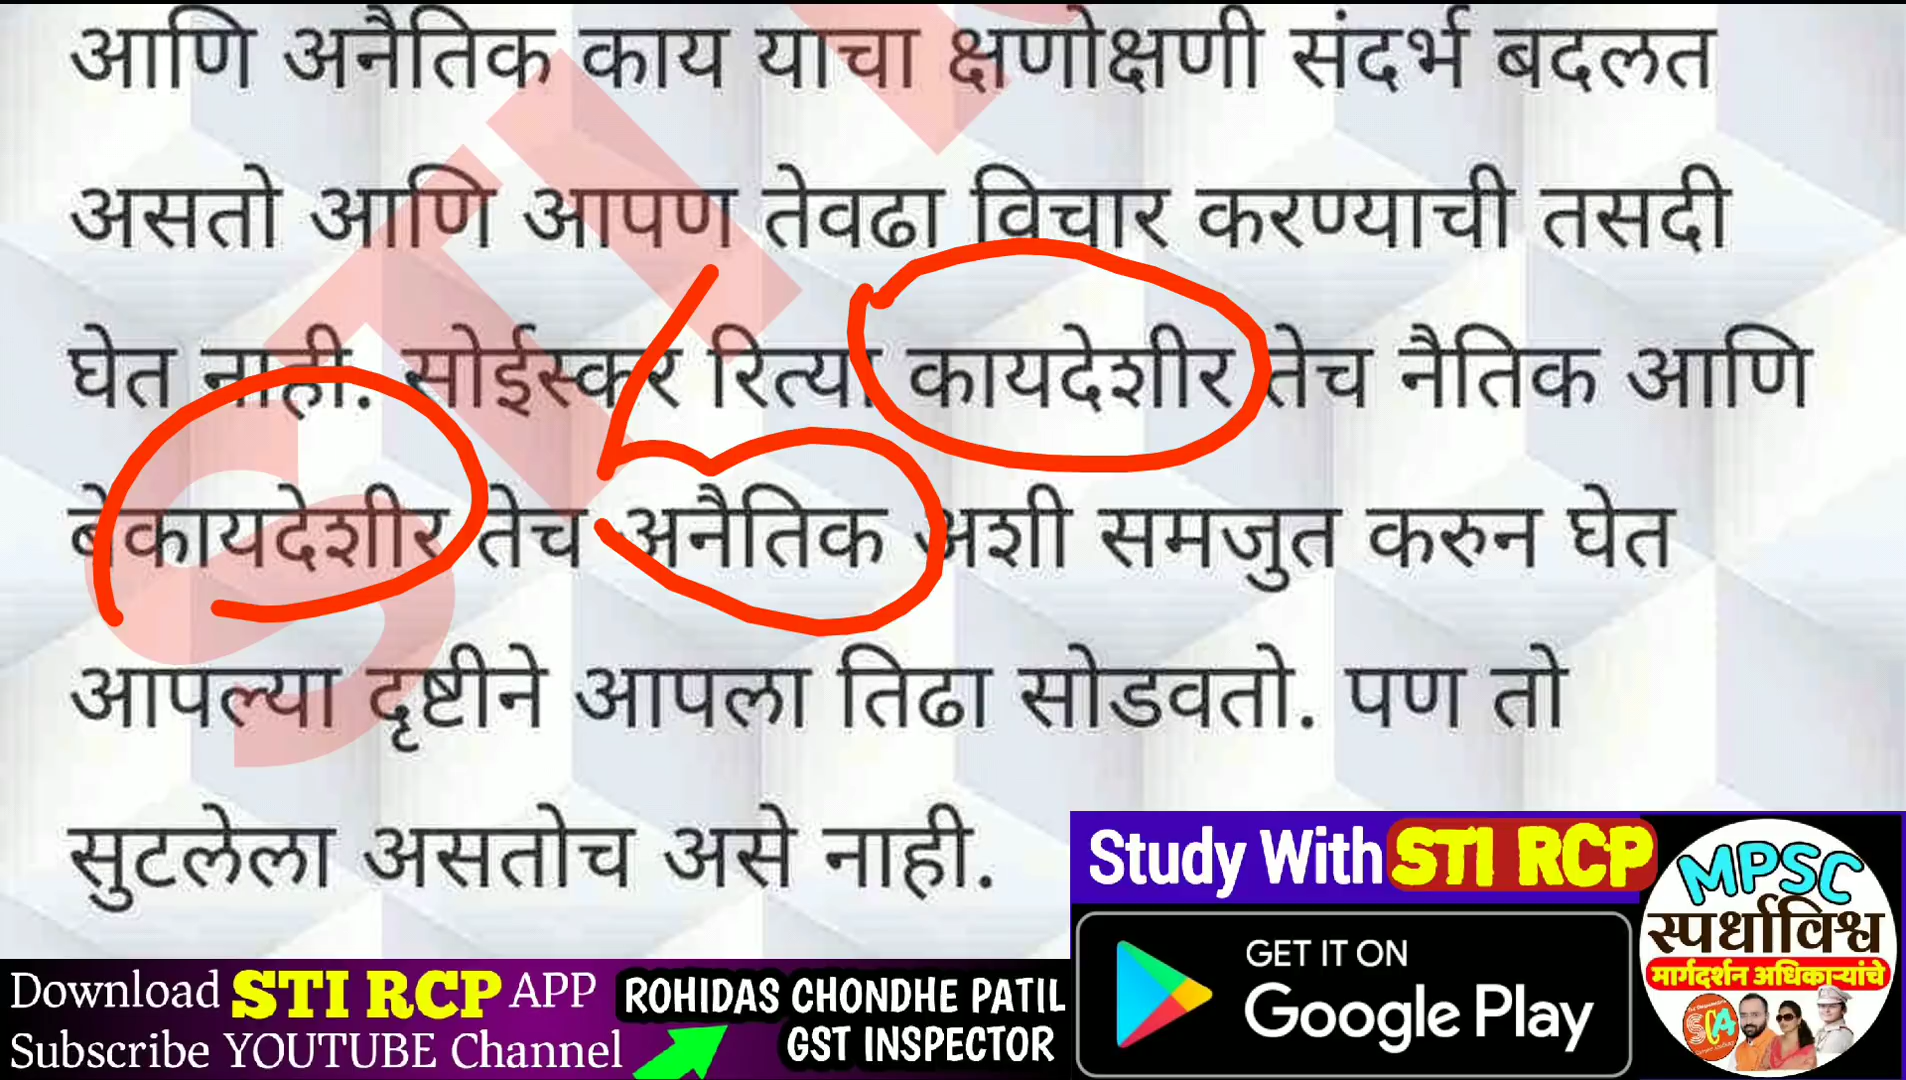 आणि अनैतिक काय याचा क्षणोक्षणी संदर्भ बदलत
असतो आणि आपण तेवढा विचार करण्याची तसदी
घेत नाही. सोईस्कर रित्या कायदेशीर तेच नैतिक आणि
बेकायदेशीर तेच अनैतिक अशी समजुत करुन घेत
आपल्या दृष्टीने आपला तिढा सोडवतो. पण तो
सुटलेला असतोच असे नाही.
STI
Study With STI RCP
GET IT ON
Google Play
MPSC
स्पर्धाविश्व
मार्गदर्शन अधिकाऱ्यांचे
SCA
Download STI RCP APP
Subscribe YOUTUBE Channel
ROHIDAS CHONDHE PATIL
GST INSPECTOR